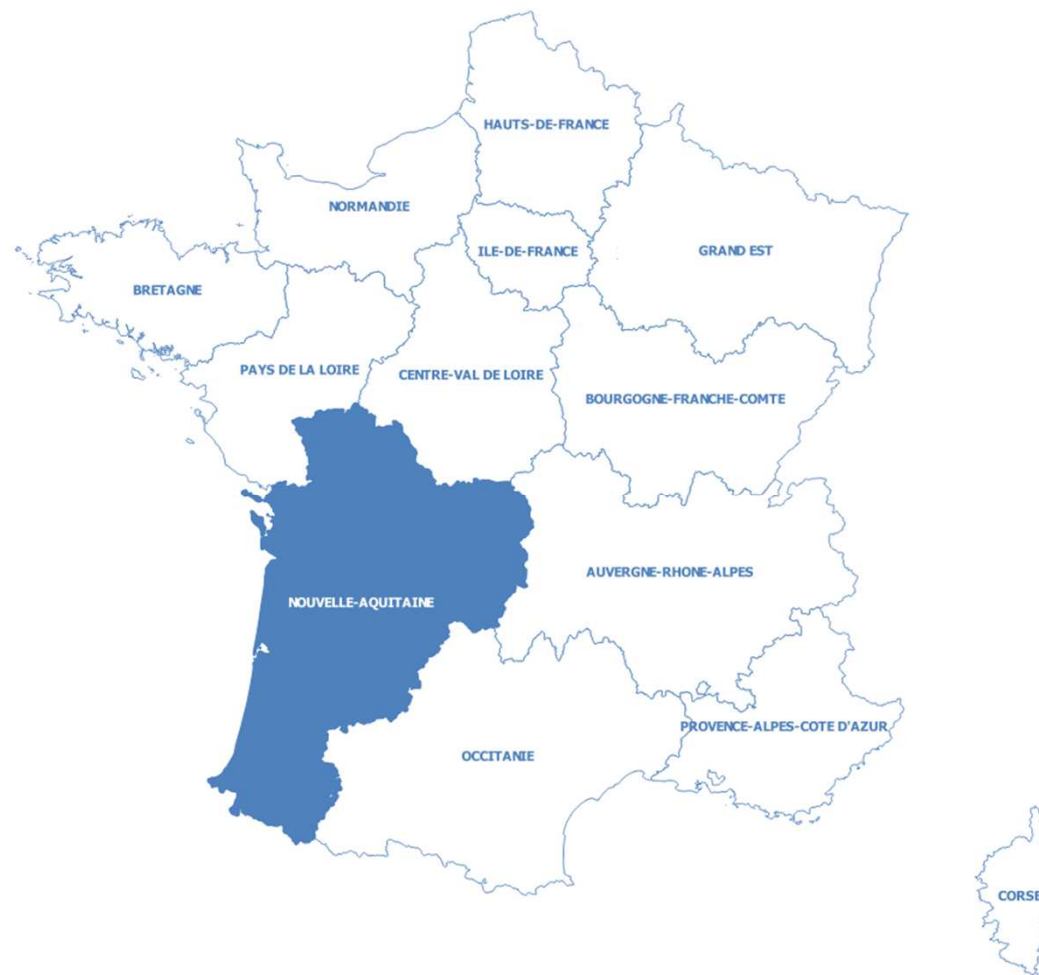 HAUTS-DE-FRANCE
NORMANDIE
ILE-DE-FRANCE
GRAND EST
BRETAGNE
PAYS DE LA LOIRE
CENTRE-VAL DE LOIRE
BOURGOGNE-FRANCHE-COMTE
AUVERGNE-RHONE-ALPES
NOUVELLE-AQUITAINE
PROVENCE-ALPES-COTE D'AZUR
OCCITANIE
CORSE